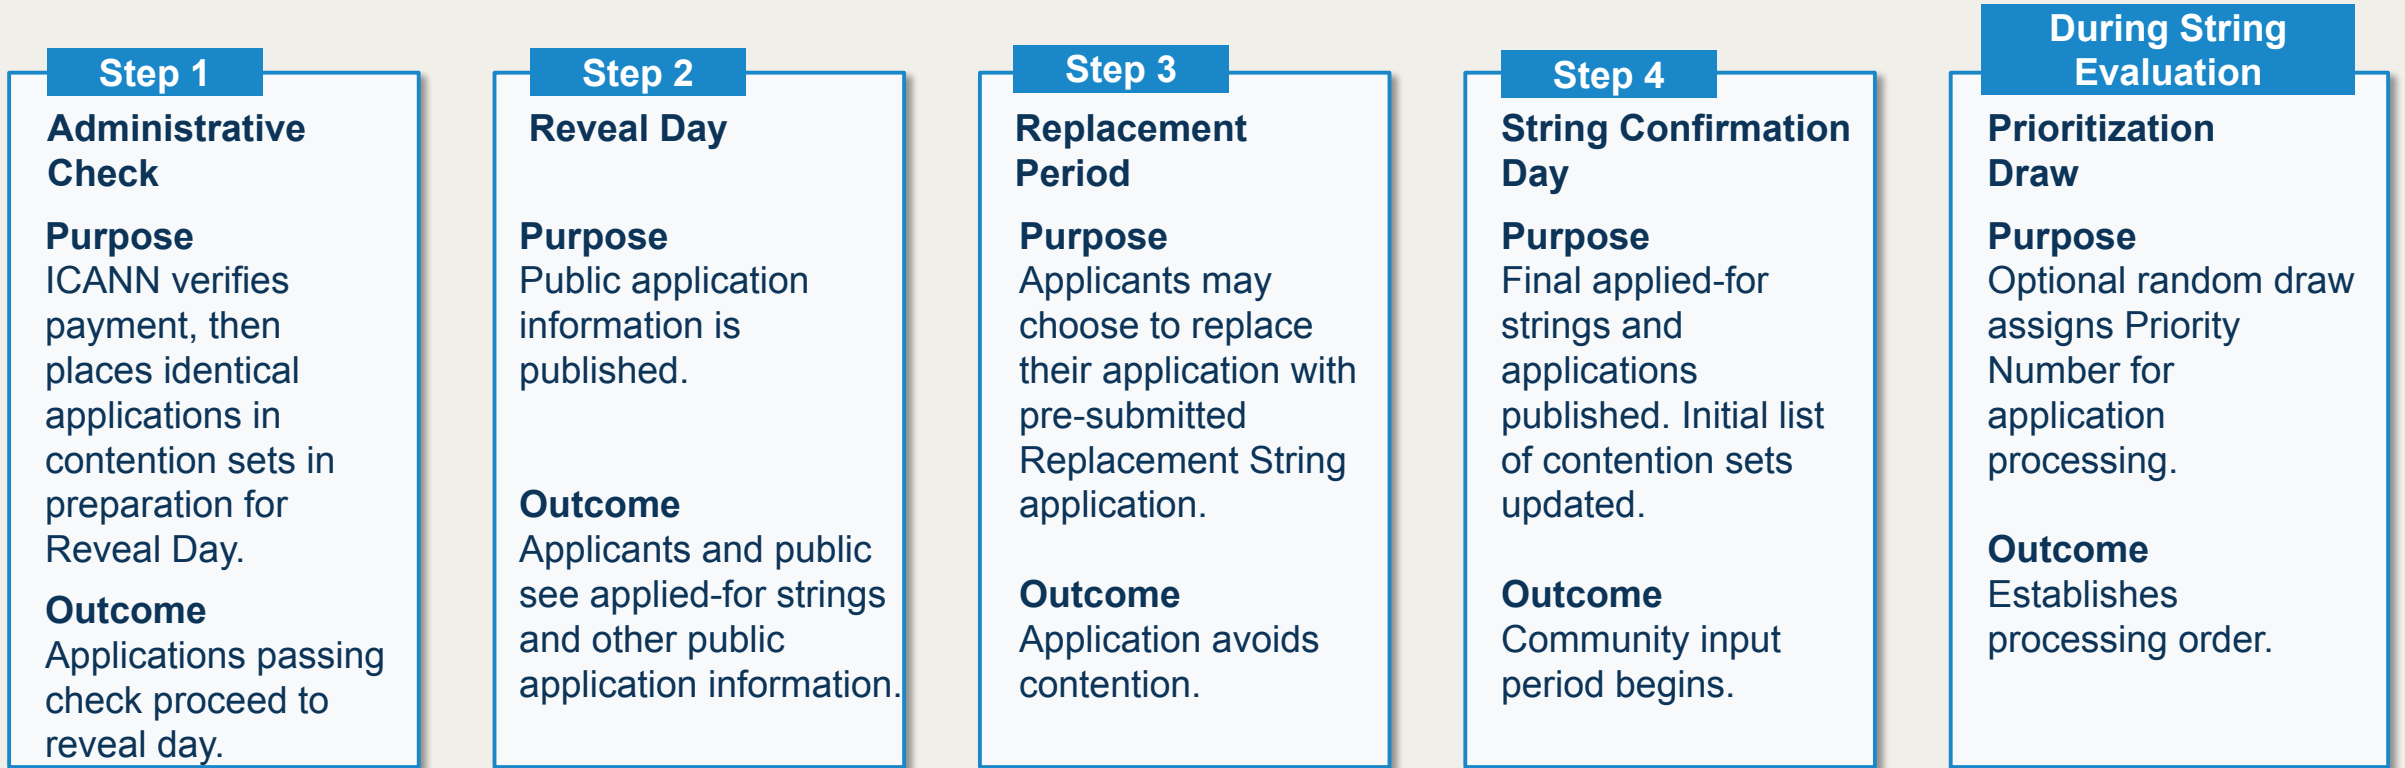 Step 1
Administrative
Check
Purpose
ICANN verifies
payment, then
places identical
applications in
contention sets in
preparation for
Reveal Day.
Outcome
Applications passing
check proceed to
reveal day.
Step 2
Reveal Day
Purpose
Public application
information is
published.
Outcome
Applicants and public
see applied-for strings
and other public
application information.
Step 3
Replacement
Period
Purpose
Applicants may
choose to replace
their application with
pre-submitted
Replacement String
application.
Outcome
Application avoids
contention.
Step 4
String Confirmation
Day
Purpose
Final applied-for
strings and
applications
published. Initial list
of contention sets
updated.
Outcome
Community input
period begins.
During String
Evaluation
Prioritization
Draw
Purpose
Optional random draw
assigns Priority
Number for
application
processing.
Outcome
Establishes
processing order.